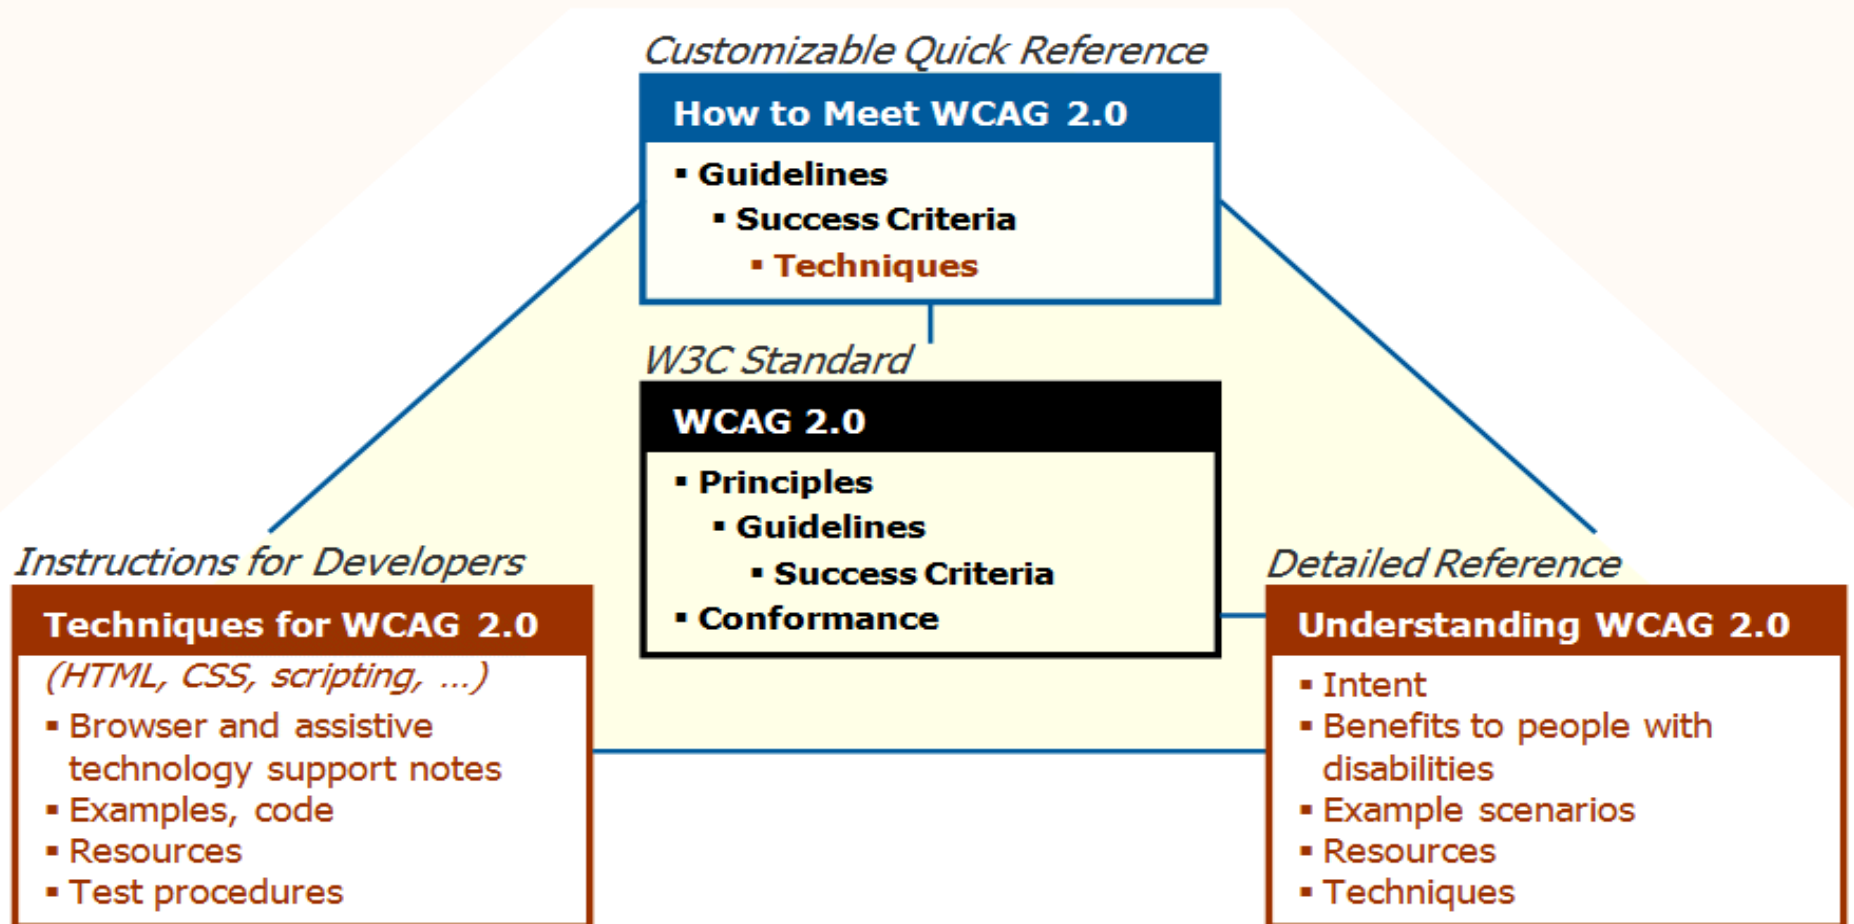 Customizable Quick Reference
How to Meet WCAG 2.0
▪ Guidelines
▪ Success Criteria
▪ Techniques
W3C Standard
WCAG 2.0
▪ Principles
▪ Guidelines
▪ Success Criteria
▪ Conformance
Instructions for Developers
Techniques for WCAG 2.0
(HTML, CSS, scripting, ...)
▪ Browser and assistive
technology support notes
▪ Examples, code
▪ Resources
▪ Test procedures
Detailed Reference
Understanding WCAG 2.0
▪ Intent
▪ Benefits to people with
disabilities
▪ Example scenarios
▪ Resources
▪ Techniques